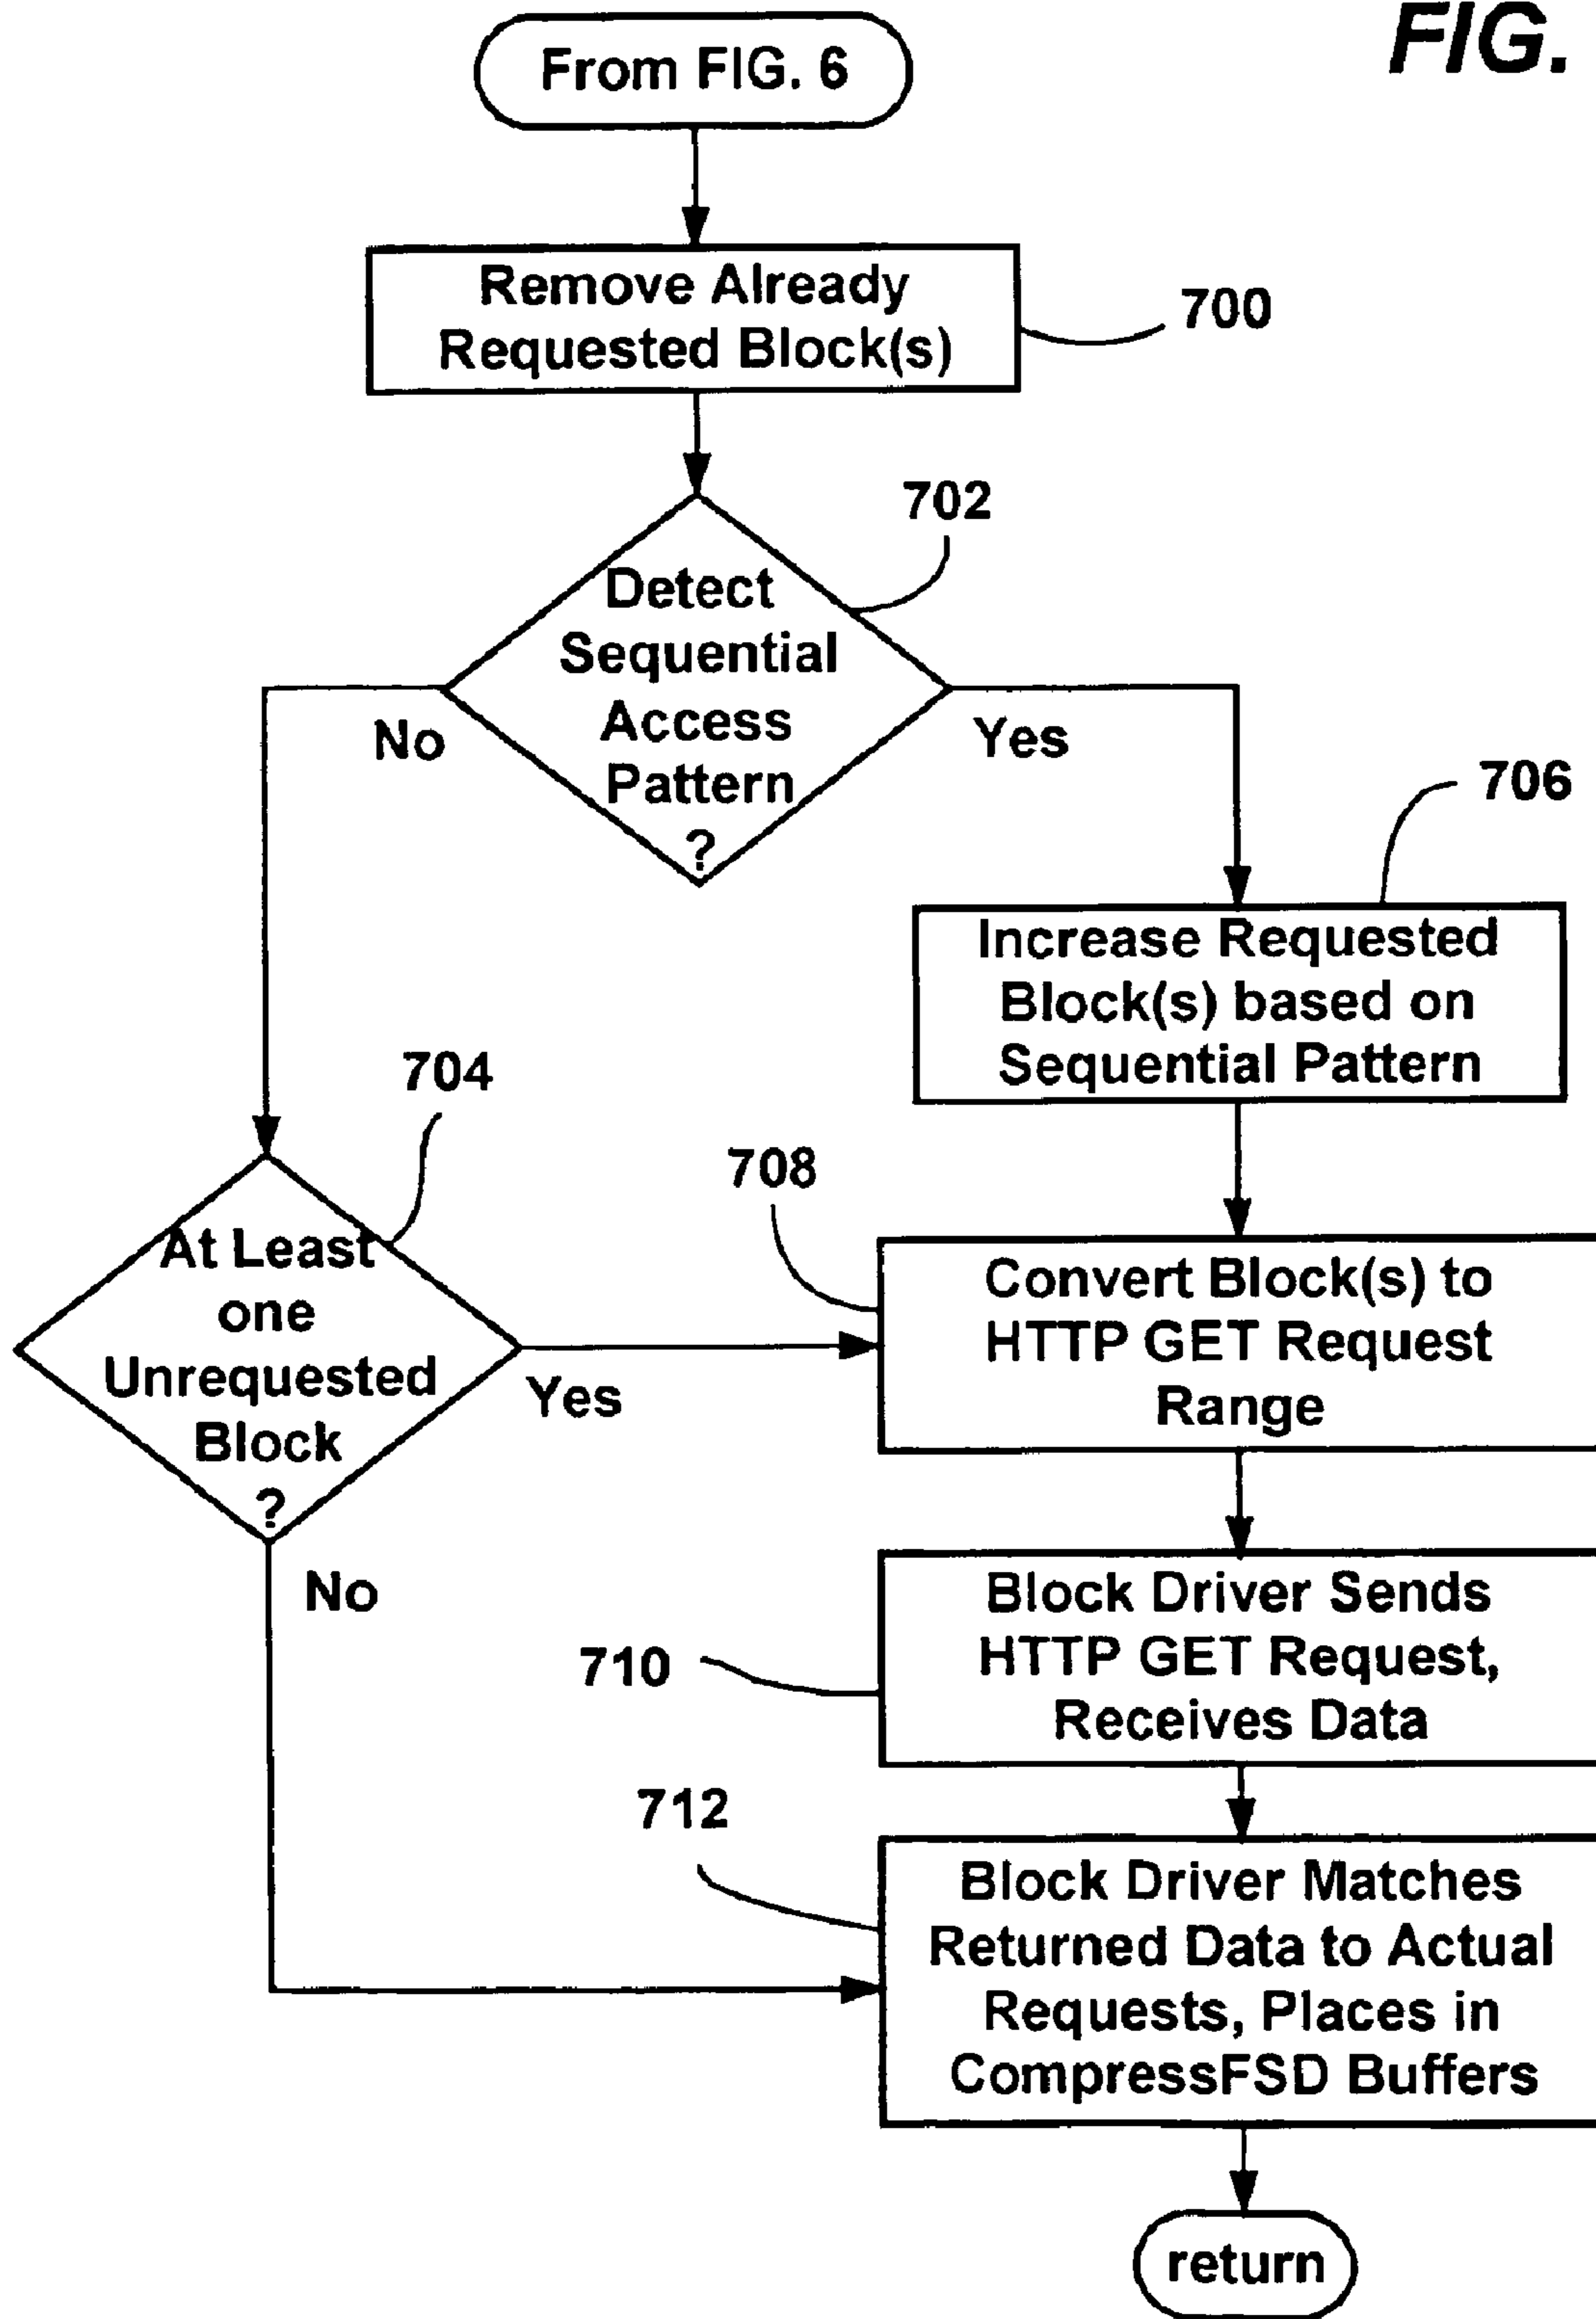 FIG.
From FIG. 6
Remove Already
Requested Block(s)
700
702
Detect
Sequential
Access
Pattern
?
No
Yes
706
Increase Requested
Block(s) based on
Sequential Pattern
704
708
At Least
one
Unrequested
Block
?
Yes
No
Convert Block(s) to
HTTP GET Request
Range
710
Block Driver Sends
HTTP GET Request,
Receives Data
712
Block Driver Matches
Returned Data to Actual
Requests, Places in
CompressFSD Buffers
return